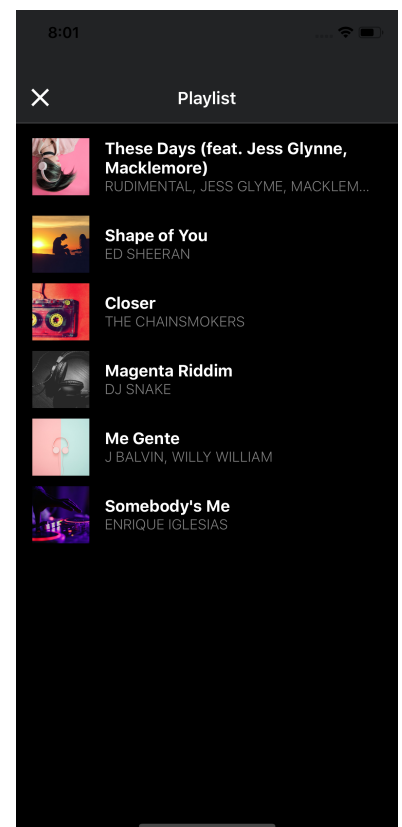 8:01
Playlist
These Days (feat. Jess Glynne,
Macklemore)
RUDIMENTAL, JESS GLYME, MACKLEM...
Shape of You
ED SHEERAN
Closer
THE CHAINSMOKERS
Magenta Riddim
DJ SNAKE
Me Gente
J BALVIN, WILLY WILLIAM
Somebody's Me
ENRIQUE IGLESIAS